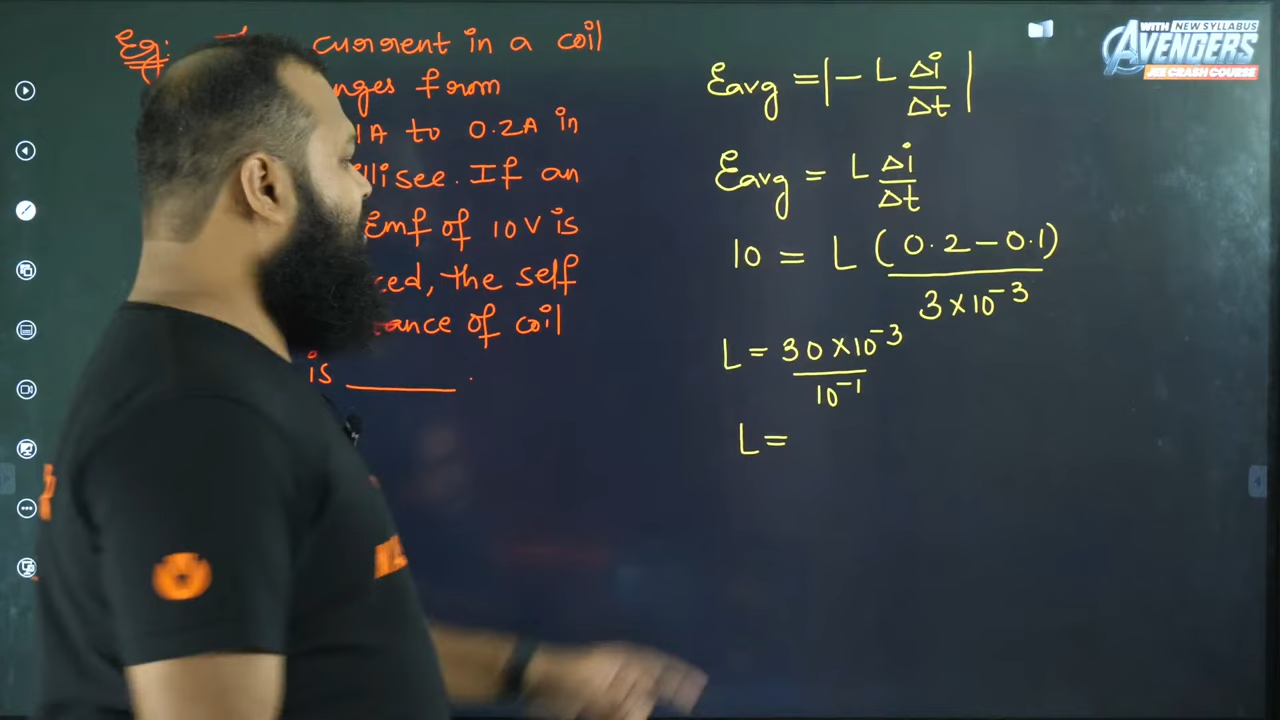 Eg: current in a coil
nges from
1A to 0.2A in
llisec. If an
Emf of 10V is
ced, the self
tance of coil
is ______.
Eavg = |- L Δi/Δt|
Eavg = L Δi/Δt
10 = L (0.2-0.1)/3×10⁻³
L = 30×10⁻³/10⁻¹
L =
WITH NEW SYLLABUS
AVENGERS
JEE CRASH COURSE